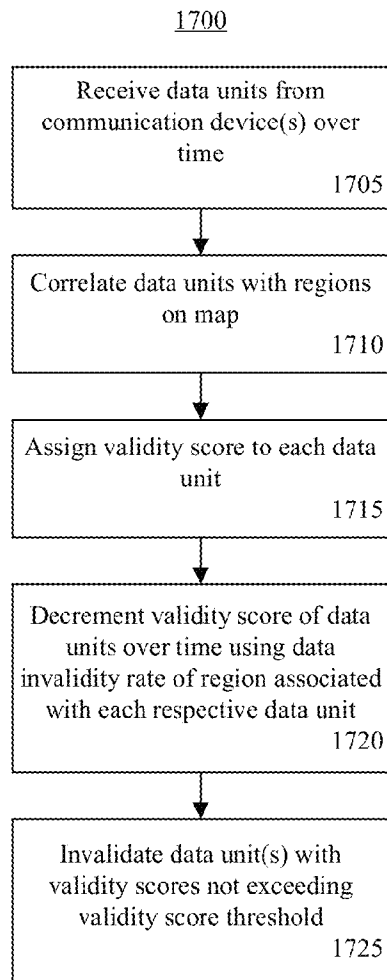 1700
Receive data units from
communication device(s) over
time
1705
Correlate data units with regions
on map
1710
Assign validity score to each data
unit
1715
Decrement validity score of data
units over time using data
invalidity rate of region associated
with each respective data unit
1720
Invalidate data unit(s) with
validity scores not exceeding
validity score threshold
1725